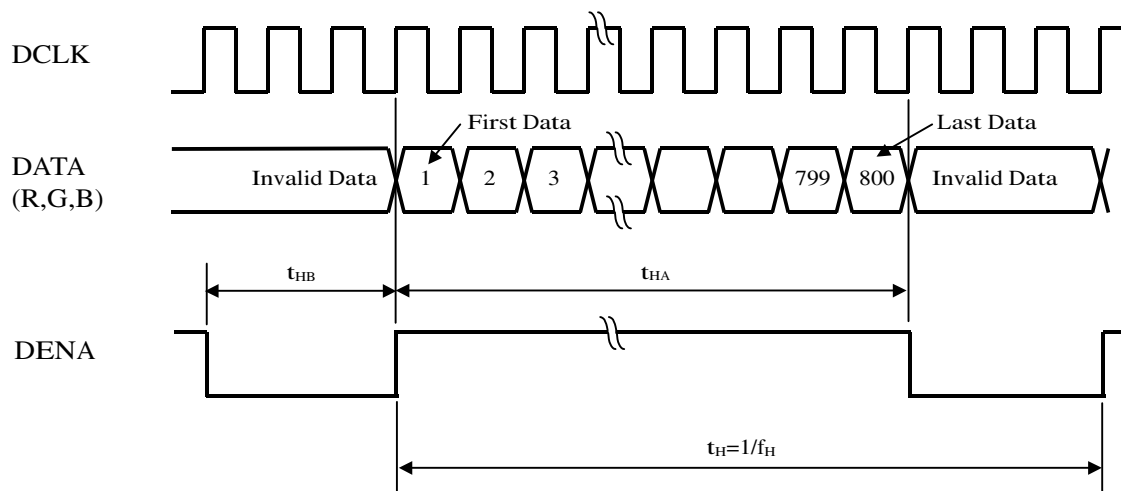 DCLK
First Data
Last Data
DATA
(R,G,B)
Invalid Data
1
2
3
799
800
Invalid Data
tHB
tHA
DENA
tH=1/fH